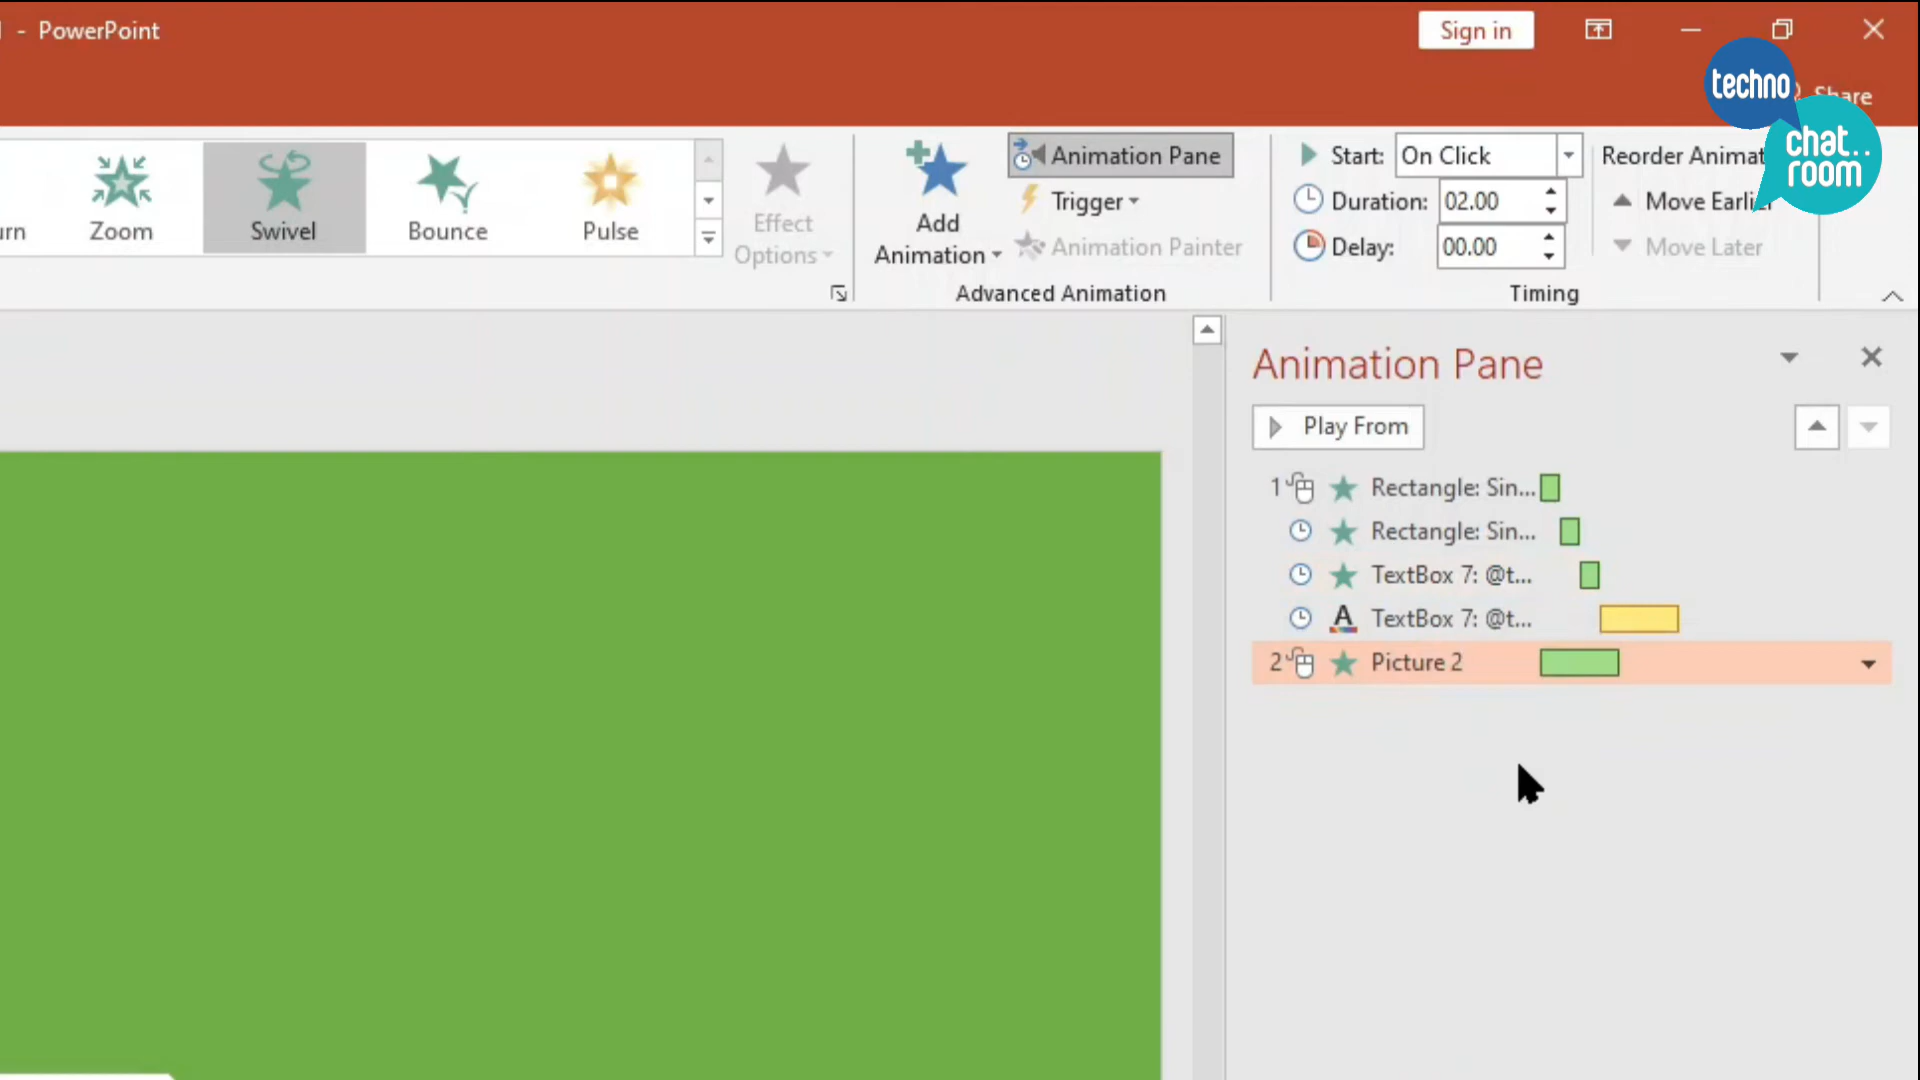 - PowerPoint
Sign in
Share
techno
chat..
room
urn
Zoom
Swivel
Bounce
Pulse
Effect
Options
Add
Animation
Animation Pane
Trigger
Animation Painter
Advanced Animation
Start: On Click
Duration: 02.00
Delay: 00.00
Reorder Animat
Move Earlier
Move Later
Timing
Animation Pane
Play From
1 Rectangle: Sin...
Rectangle: Sin...
TextBox 7: @t...
A TextBox 7: @t...
2 Picture 2